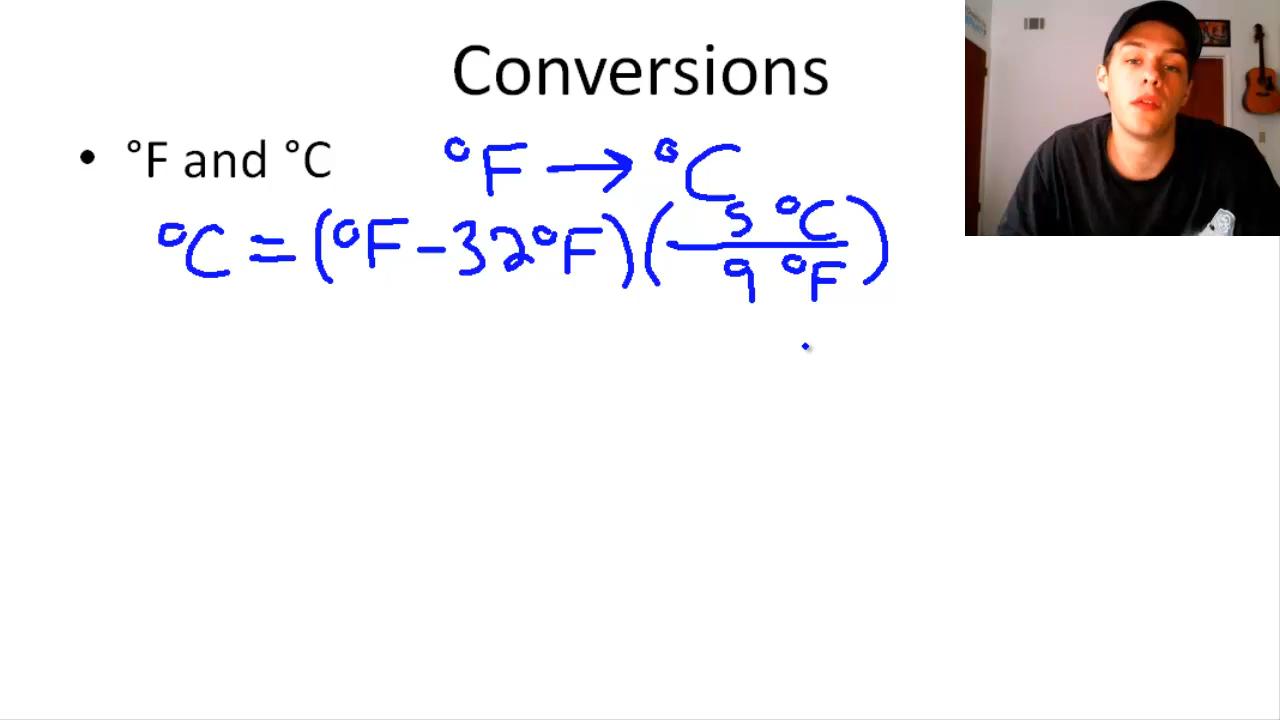 Conversions
• °F and °C
°F → °C
°C = (°F - 32°F)(5 °C / 9 °F)